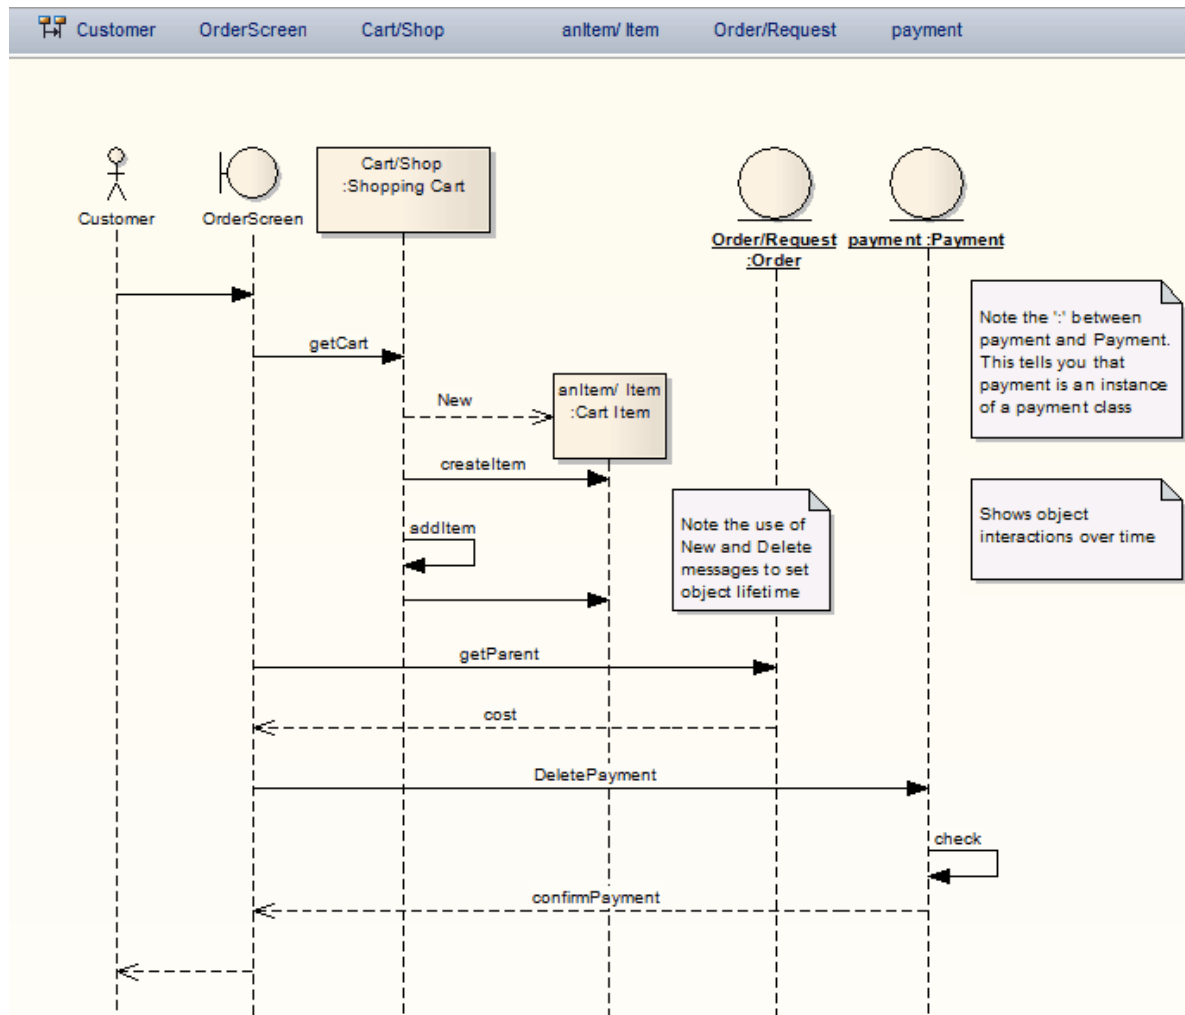 Customer
OrderScreen
Cart/Shop
anItem/ Item
Order/Request
payment
Cart/Shop
:Shopping Cart
Customer
OrderScreen
Order/Request
:Order
payment :Payment
Note the ':' between
payment and Payment.
This tells you that
payment is an instance
of a payment class
getCart
anItem/ Item
:Cart Item
New
createItem
Shows object
interactions over time
Note the use of
New and Delete
messages to set
object lifetime
addItem
getParent
cost
DeletePayment
check
confirmPayment